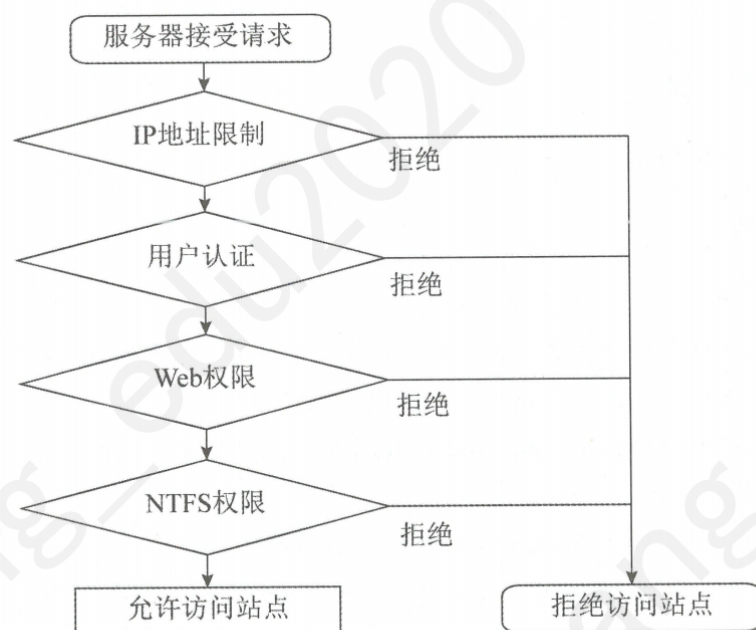 服务器接受请求
IP地址限制
拒绝
用户认证
拒绝
Web权限
拒绝
NTFS权限
拒绝
允许访问站点
拒绝访问站点
ng_edu2020
ang